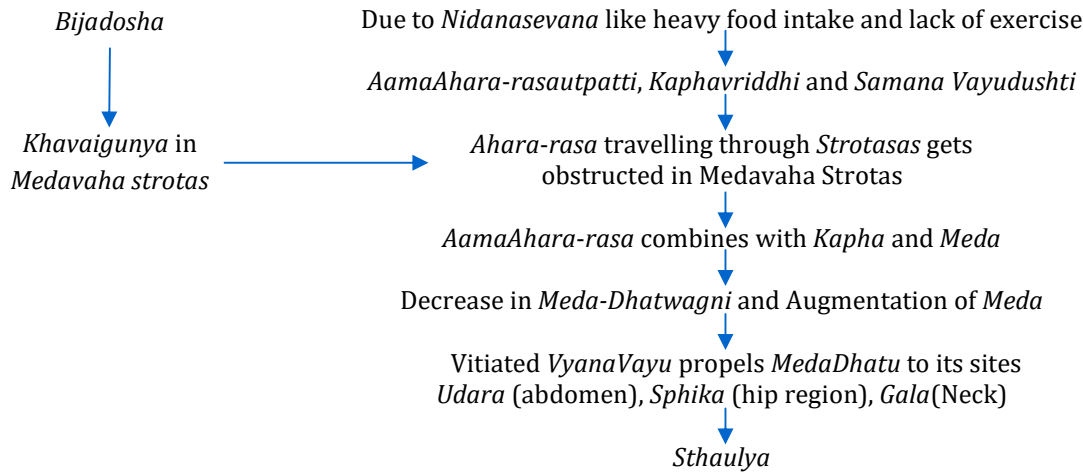 Bijadosha
Khavaigunya in
Medavaha strotas
Due to Nidanasevana like heavy food intake and lack of exercise
AamaAhara-rasautpatti, Kaphavriddhi and Samana Vayudushti
Ahara-rasa travelling through Strotasas gets
obstructed in Medavaha Strotas
AamaAhara-rasa combines with Kapha and Meda
Decrease in Meda-Dhatwagni and Augmentation of Meda
Vitiated VyanaVayu propels MedaDhatu to its sites
Udara (abdomen), Sphika (hip region), Gala(Neck)
Sthaulya